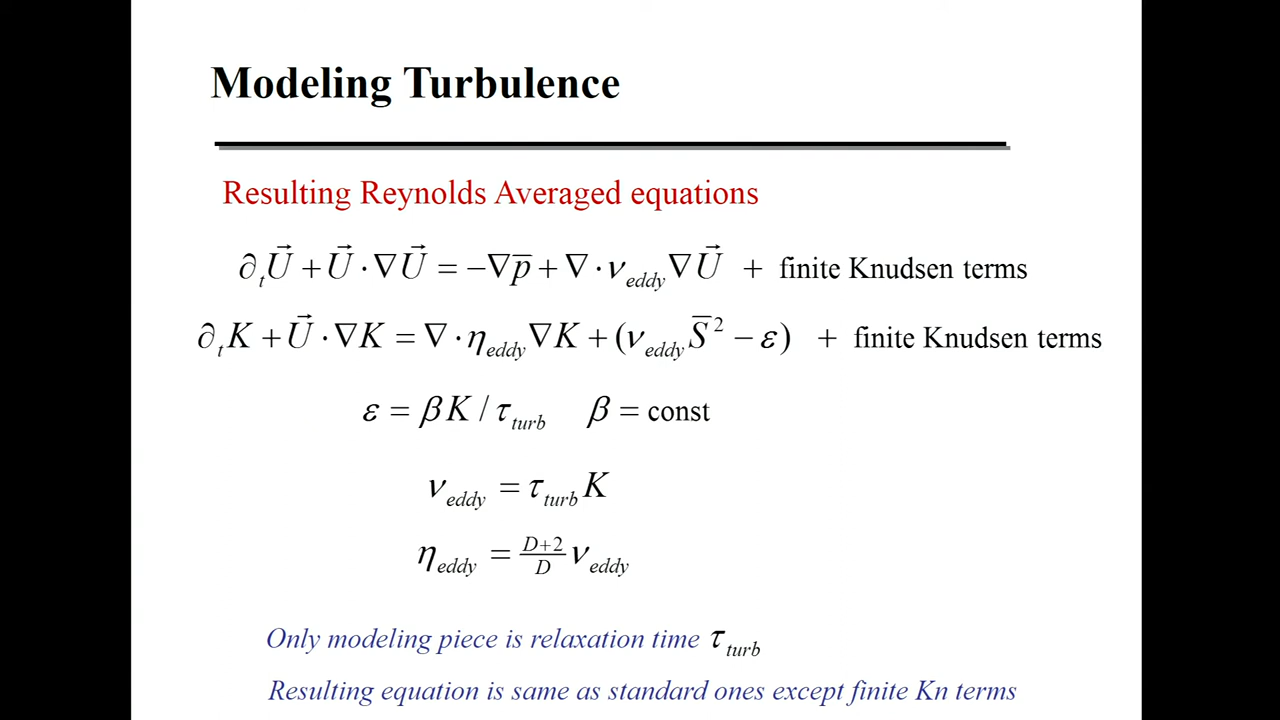 Modeling Turbulence
Resulting Reynolds Averaged equations
∂ₜU⃗ + U⃗ · ∇U⃗ = −∇p̅ + ∇ · ν_eddy ∇U⃗ + finite Knudsen terms
∂ₜK + U⃗ · ∇K = ∇ · η_eddy ∇K + (ν_eddy S̅² − ε) + finite Knudsen terms
ε = βK / τ_turb β = const
ν_eddy = τ_turb K
η_eddy = (D+2)/D ν_eddy
Only modeling piece is relaxation time τ_turb
Resulting equation is same as standard ones except finite Kn terms